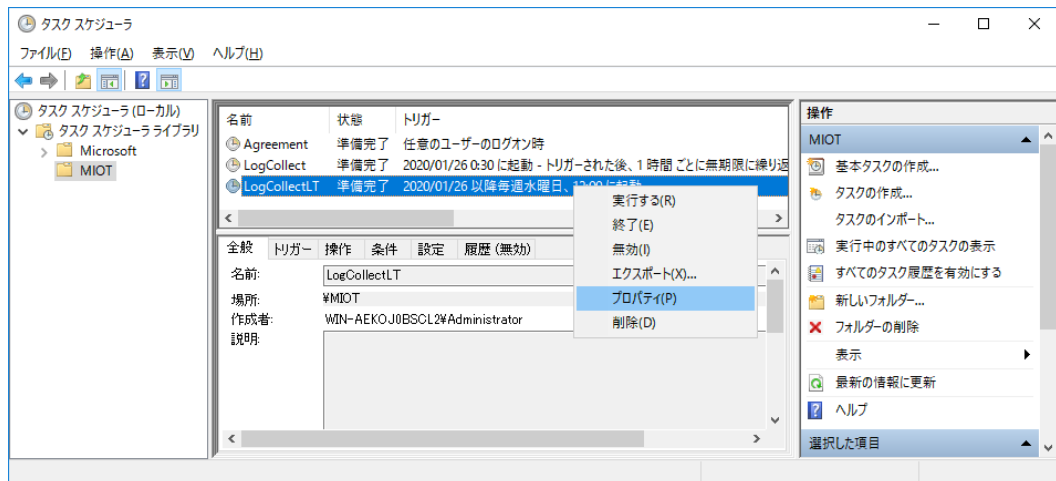 タスク スケジューラ
ファイル(F) 操作(A) 表示(V) ヘルプ(H)
タスク スケジューラ (ローカル)
タスク スケジューラ ライブラリ
Microsoft
MIOT
名前 状態 トリガー
Agreement 準備完了 任意のユーザーのログオン時
LogCollect 準備完了 2020/01/26 0:30 に起動 - トリガーされた後、1 時間 ごとに無期限に繰り返
LogCollectLT 準備完了 2020/01/26 以降毎週水曜日、12:00 に起動
実行する(R)
終了(E)
無効(I)
エクスポート(X)...
プロパティ(P)
削除(D)
全般 トリガー 操作 条件 設定 履歴 (無効)
名前: LogCollectLT
場所: ¥MIOT
作成者: WIN-AEKOJ0BSCL2¥Administrator
説明:
操作
MIOT
基本タスクの作成...
タスクの作成...
タスクのインポート...
実行中のすべてのタスクの表示
すべてのタスク履歴を有効にする
新しいフォルダー...
フォルダーの削除
表示
最新の情報に更新
ヘルプ
選択した項目